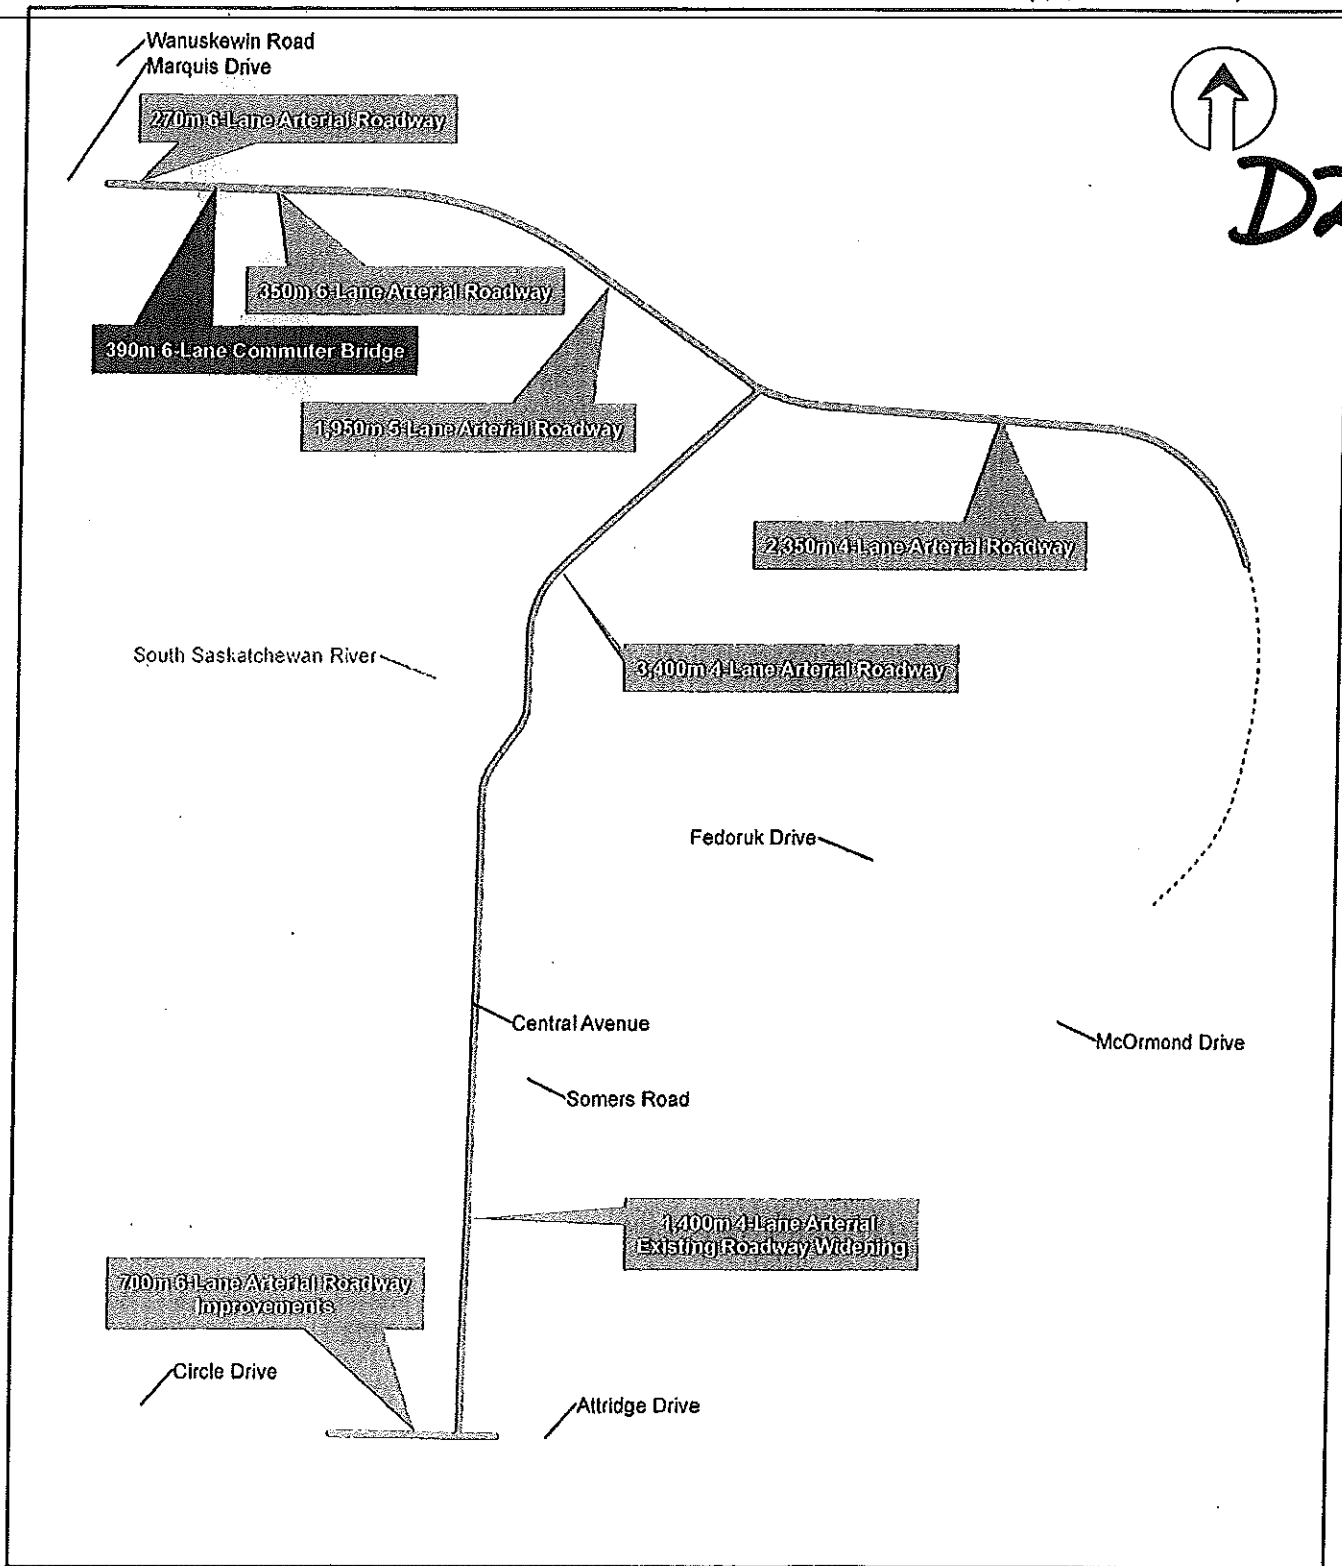 Wanuskewin Road
Marquis Drive
270m 6-Lane Arterial Roadway
D2
350m 6-Lane Arterial Roadway
390m 6-Lane Commuter Bridge
1,950m 5-Lane Arterial Roadway
2,350m 4-Lane Arterial Roadway
South Saskatchewan River
3,400m 4-Lane Arterial Roadway
Fedoruk Drive
Central Avenue
McOrmond Drive
Somers Road
1,400m 4-Lane Arterial
Existing Roadway Widening
700m 6-Lane Arterial Roadway
Improvements
Circle Drive
Attridge Drive